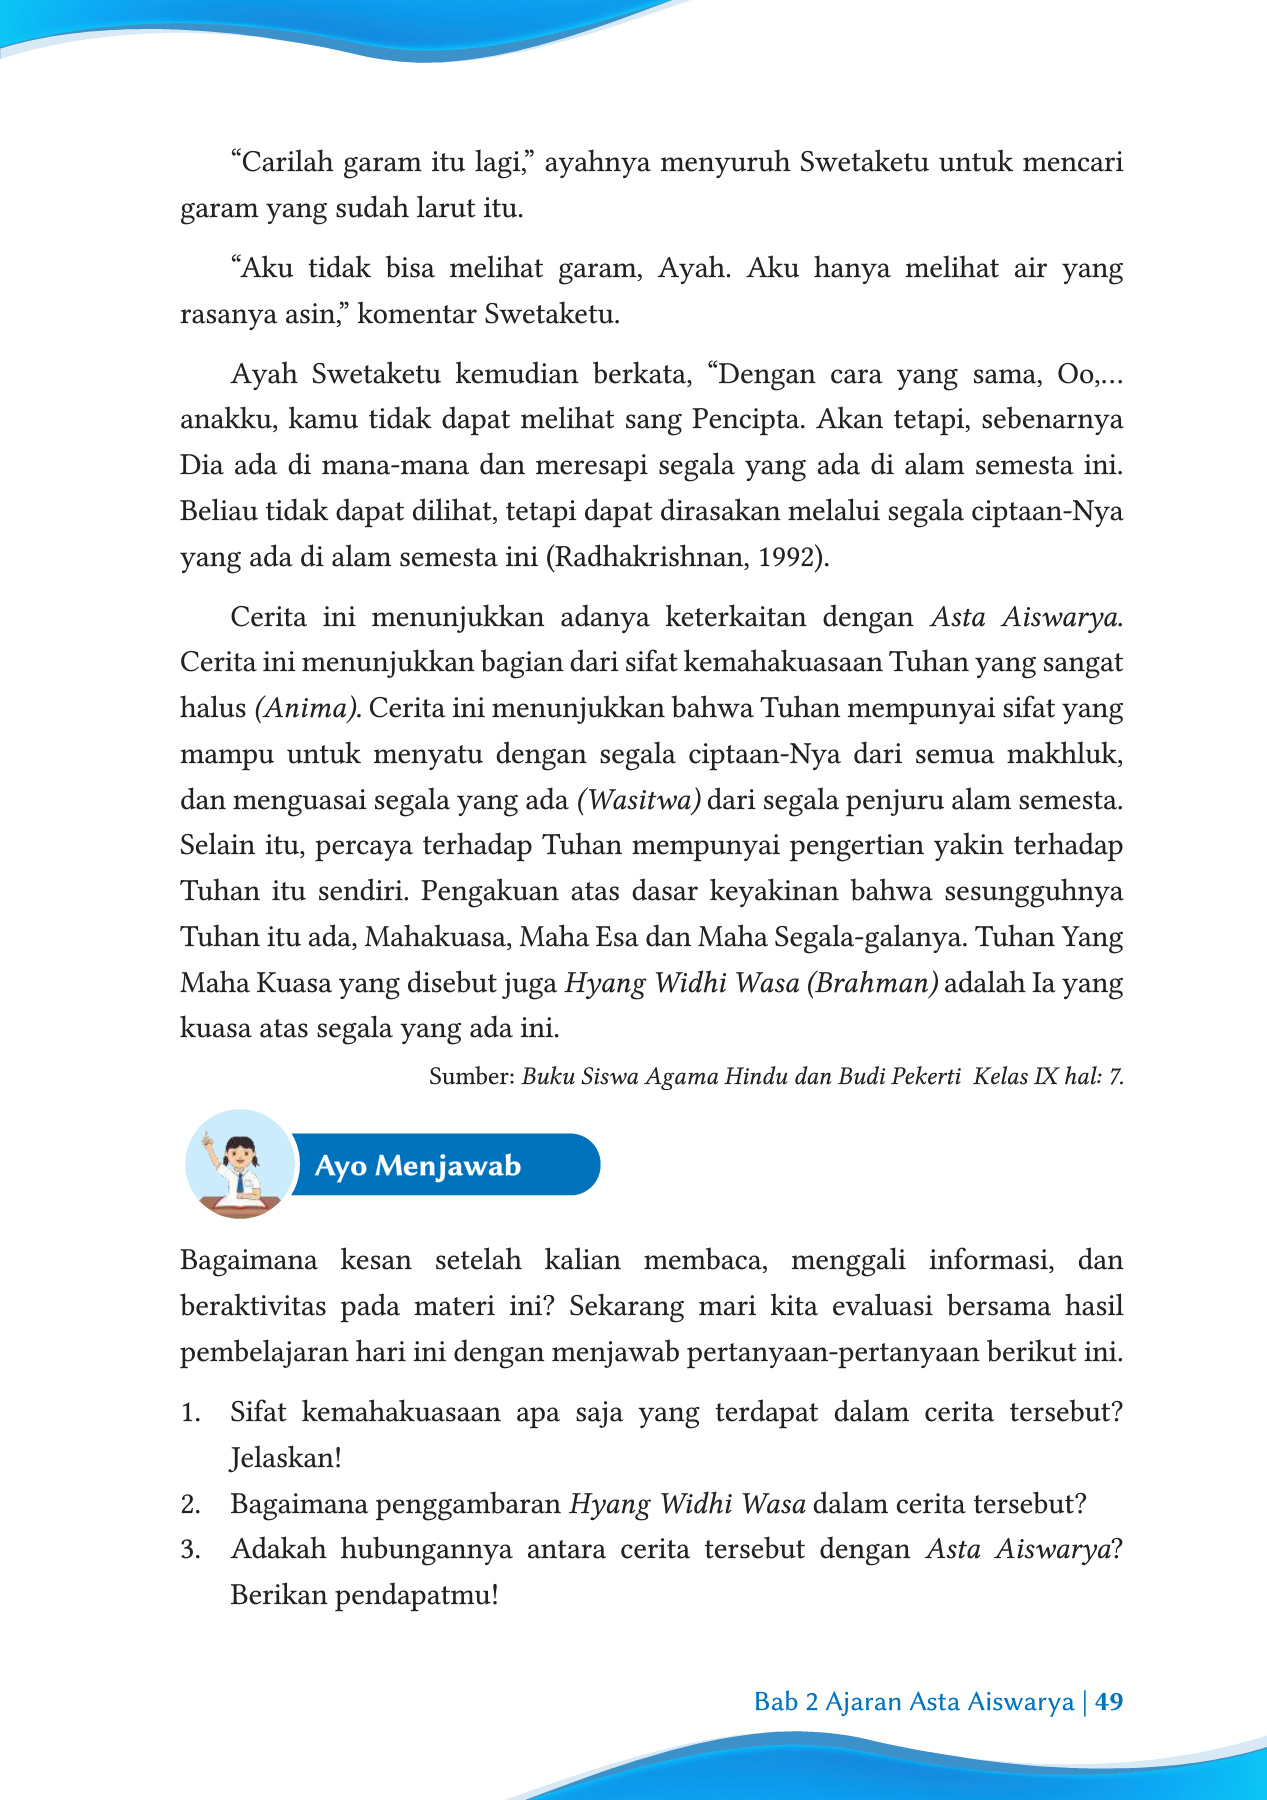 “Carilah garam itu lagi,” ayahnya menyuruh Swetaketu untuk mencari
garam yang sudah larut itu.
“Aku tidak bisa melihat garam, Ayah. Aku hanya melihat air yang
rasanya asin,” komentar Swetaketu.
Ayah Swetaketu kemudian berkata, “Dengan cara yang sama, Oo,…
anakku, kamu tidak dapat melihat sang Pencipta. Akan tetapi, sebenarnya
Dia ada di mana-mana dan meresapi segala yang ada di alam semesta ini.
Beliau tidak dapat dilihat, tetapi dapat dirasakan melalui segala ciptaan-Nya
yang ada di alam semesta ini (Radhakrishnan, 1992).
Cerita ini menunjukkan adanya keterkaitan dengan Asta Aiswarya.
Cerita ini menunjukkan bagian dari sifat kemahakuasaan Tuhan yang sangat
halus (Anima). Cerita ini menunjukkan bahwa Tuhan mempunyai sifat yang
mampu untuk menyatu dengan segala ciptaan-Nya dari semua makhluk,
dan menguasai segala yang ada (Wasitwa) dari segala penjuru alam semesta.
Selain itu, percaya terhadap Tuhan mempunyai pengertian yakin terhadap
Tuhan itu sendiri. Pengakuan atas dasar keyakinan bahwa sesungguhnya
Tuhan itu ada, Mahakuasa, Maha Esa dan Maha Segala-galanya. Tuhan Yang
Maha Kuasa yang disebut juga Hyang Widhi Wasa (Brahman) adalah Ia yang
kuasa atas segala yang ada ini.
Sumber: Buku Siswa Agama Hindu dan Budi Pekerti Kelas IX hal: 7.
Ayo Menjawab
Bagaimana kesan setelah kalian membaca, menggali informasi, dan
beraktivitas pada materi ini? Sekarang mari kita evaluasi bersama hasil
pembelajaran hari ini dengan menjawab pertanyaan-pertanyaan berikut ini.
1. Sifat kemahakuasaan apa saja yang terdapat dalam cerita tersebut?
Jelaskan!
2. Bagaimana penggambaran Hyang Widhi Wasa dalam cerita tersebut?
3. Adakah hubungannya antara cerita tersebut dengan Asta Aiswarya?
Berikan pendapatmu!
Bab 2 Ajaran Asta Aiswarya | 49